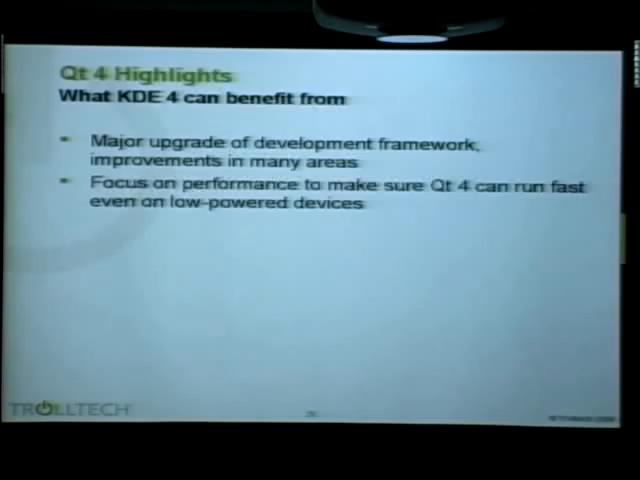 Qt 4 Highlights
What KDE 4 can benefit from
Major upgrade of development framework,
improvements in many areas
Focus on performance to make sure Qt 4 can run fast
even on low-powered devices
TROLLTECH